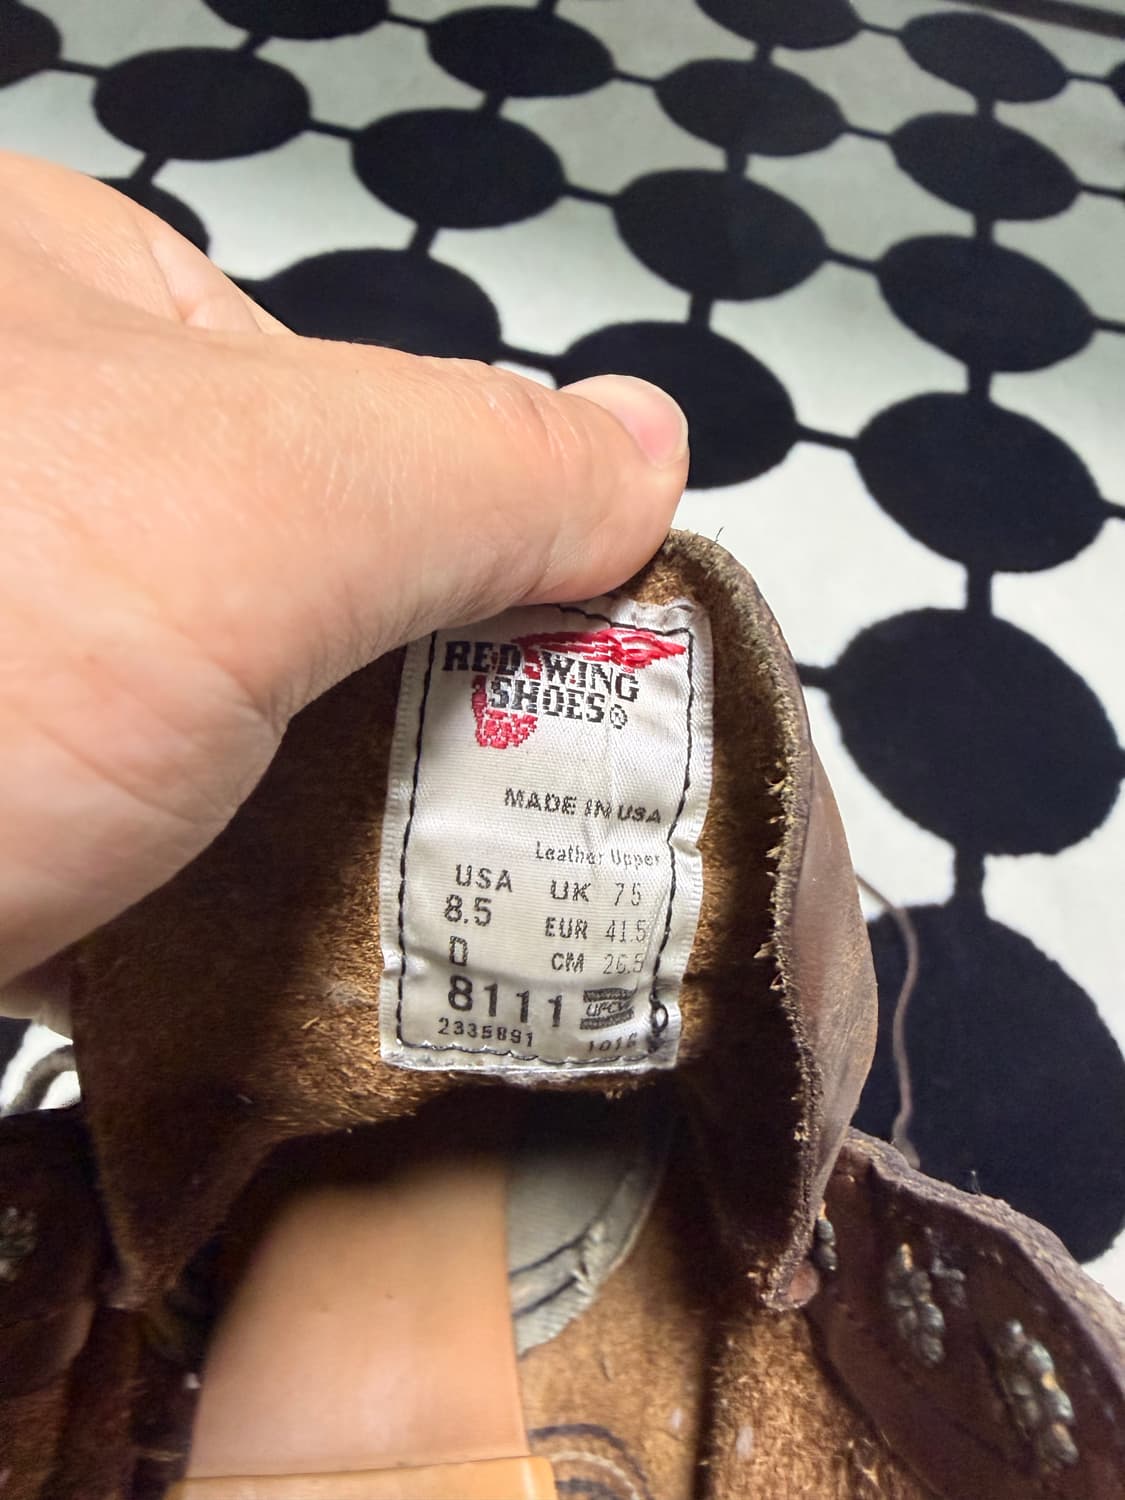 RED WING
SHOES®
MADE IN USA
Leather Upper
USA UK 7.5
8.5 EUR 41.5
D CM 26.5
8111 UFCW
2335891